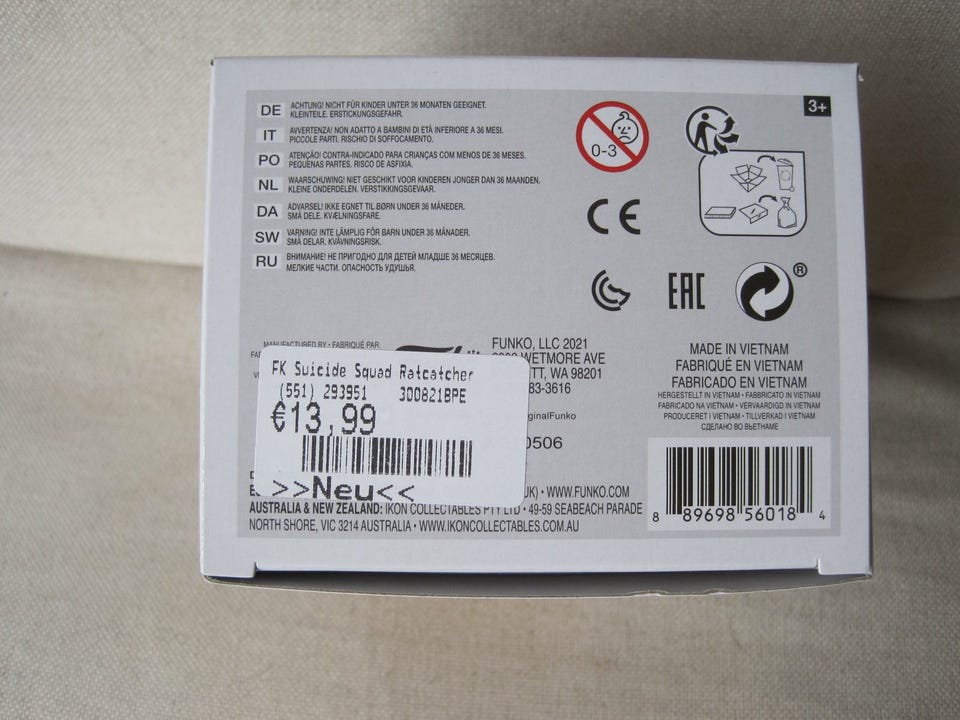 DE ACHTUNG! NICHT FÜR KINDER UNTER 36 MONATEN GEEIGNET.
KLEINTEILE. ERSTICKUNGSGEFAHR.
IT AVVERTENZA! NON ADATTO A BAMBINI DI ETÀ INFERIORE A 36 MESI.
PICCOLE PARTI. RISCHIO DI SOFFOCAMENTO.
PO ATENÇÃO! CONTRA-INDICADO PARA CRIANÇAS COM MENOS DE 36 MESES.
PEQUENAS PARTES. RISCO DE ASFIXIA.
NL WAARSCHUWING! NIET GESCHIKT VOOR KINDEREN JONGER DAN 36 MAANDEN.
KLEINE ONDERDELEN. VERSTIKKINGSGEVAAR.
DA ADVARSEL! IKKE EGNET TIL BØRN UNDER 36 MÅNEDER.
SMÅ DELE. KVÆLNINGSFARE.
SW VARNING! INTE LÄMPLIG FÖR BARN UNDER 36 MÅNADER.
SMÅ DELAR. KVÄVNINGSRISK.
RU ВНИМАНИЕ! НЕ ПРИГОДНО ДЛЯ ДЕТЕЙ МЛАДШЕ 36 МЕСЯЦЕВ.
МЕЛКИЕ ЧАСТИ. ОПАСНОСТЬ УДУШЬЯ.
0-3
3+
CE
EAC
®
MANUFACTURED BY • FABRIQUÉ PAR:
FUNKO, LLC 2021
WETMORE AVE
TT, WA 98201
83-3616
ginalFunko
0506
FK Suicide Squad Ratcatcher
(551) 293951 300821BPE
€13,99
>>Neu<<
UK) • WWW.FUNKO.COM
AUSTRALIA & NEW ZEALAND: IKON COLLECTABLES PTY LTD • 49-59 SEABEACH PARADE
NORTH SHORE, VIC 3214 AUSTRALIA • WWW.IKONCOLLECTABLES.COM.AU
MADE IN VIETNAM
FABRIQUÉ EN VIETNAM
FABRICADO EN VIETNAM
HERGESTELLT IN VIETNAM • FABBRICATO IN VIETNAM
FABRICADO NA VIETNAM • VERVAARDIGD IN VIETNAM
PRODUCERET I VIETNAM • TILLVERKAD I VIETNAM
СДЕЛАНО ВО ВЬЕТНАМЕ
8 89698 56018 4